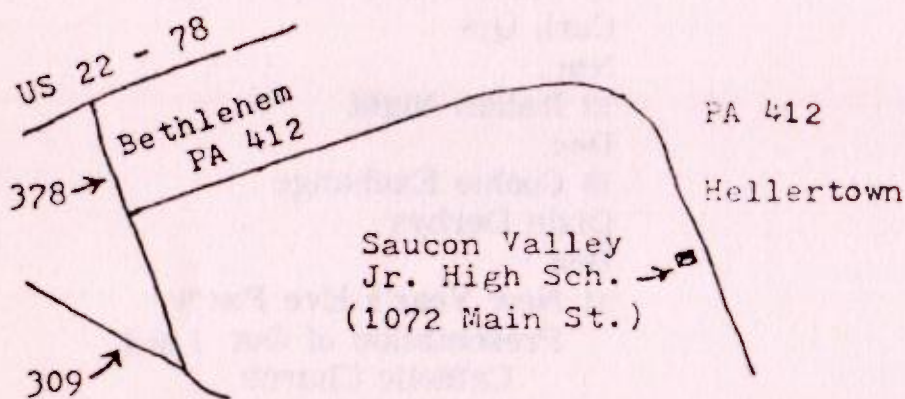 US 22 - 78
Bethlehem
PA 412
PA 412
378
Hellertown
Saucon Valley
Jr. High Sch.
(1072 Main St.)
309